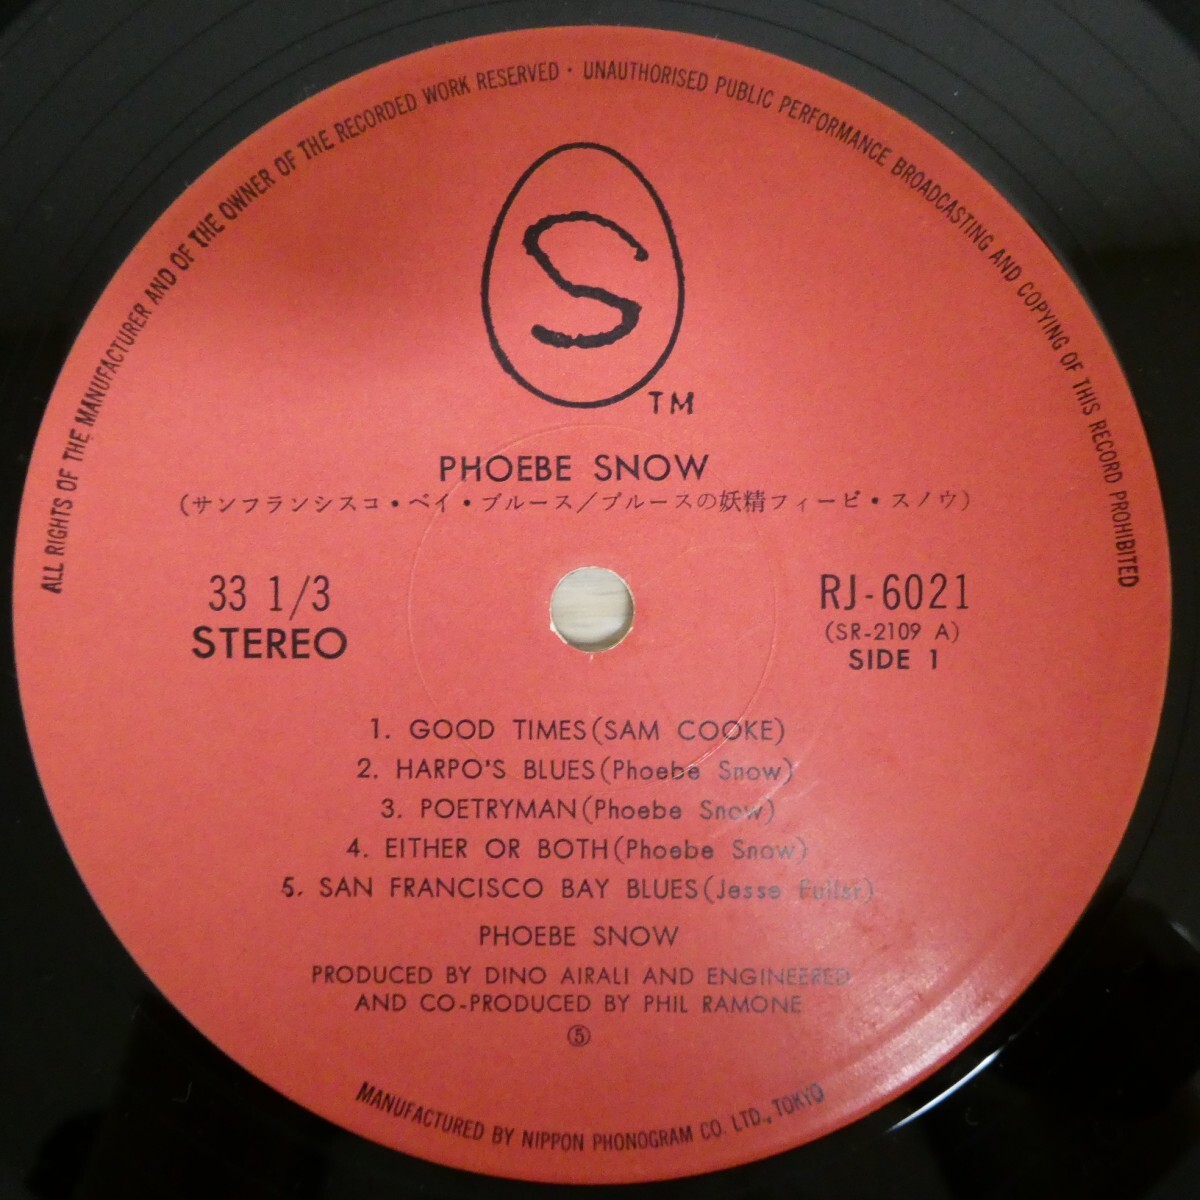 ALL RIGHTS OF THE MANUFACTURER AND OF THE OWNER OF THE RECORDED WORK RESERVED · UNAUTHORISED PUBLIC PERFORMANCE BROADCASTING AND COPYING OF THIS RECORD PROHIBITED
S
TM
PHOEBE SNOW
(サンフランシスコ・ベイ・ブルース／ブルースの妖精フィービ・スノウ)
33 1/3
STEREO
RJ-6021
(SR-2109 A)
SIDE 1
1. GOOD TIMES(SAM COOKE)
2. HARPO'S BLUES(Phoebe Snow)
3. POETRYMAN(Phoebe Snow)
4. EITHER OR BOTH(Phoebe Snow)
5. SAN FRANCISCO BAY BLUES(Jesse Fullsr)
PHOEBE SNOW
PRODUCED BY DINO AIRALI AND ENGINEERED
AND CO-PRODUCED BY PHIL RAMONE
⑤
MANUFACTURED BY NIPPON PHONOGRAM CO. LTD., TOKYO